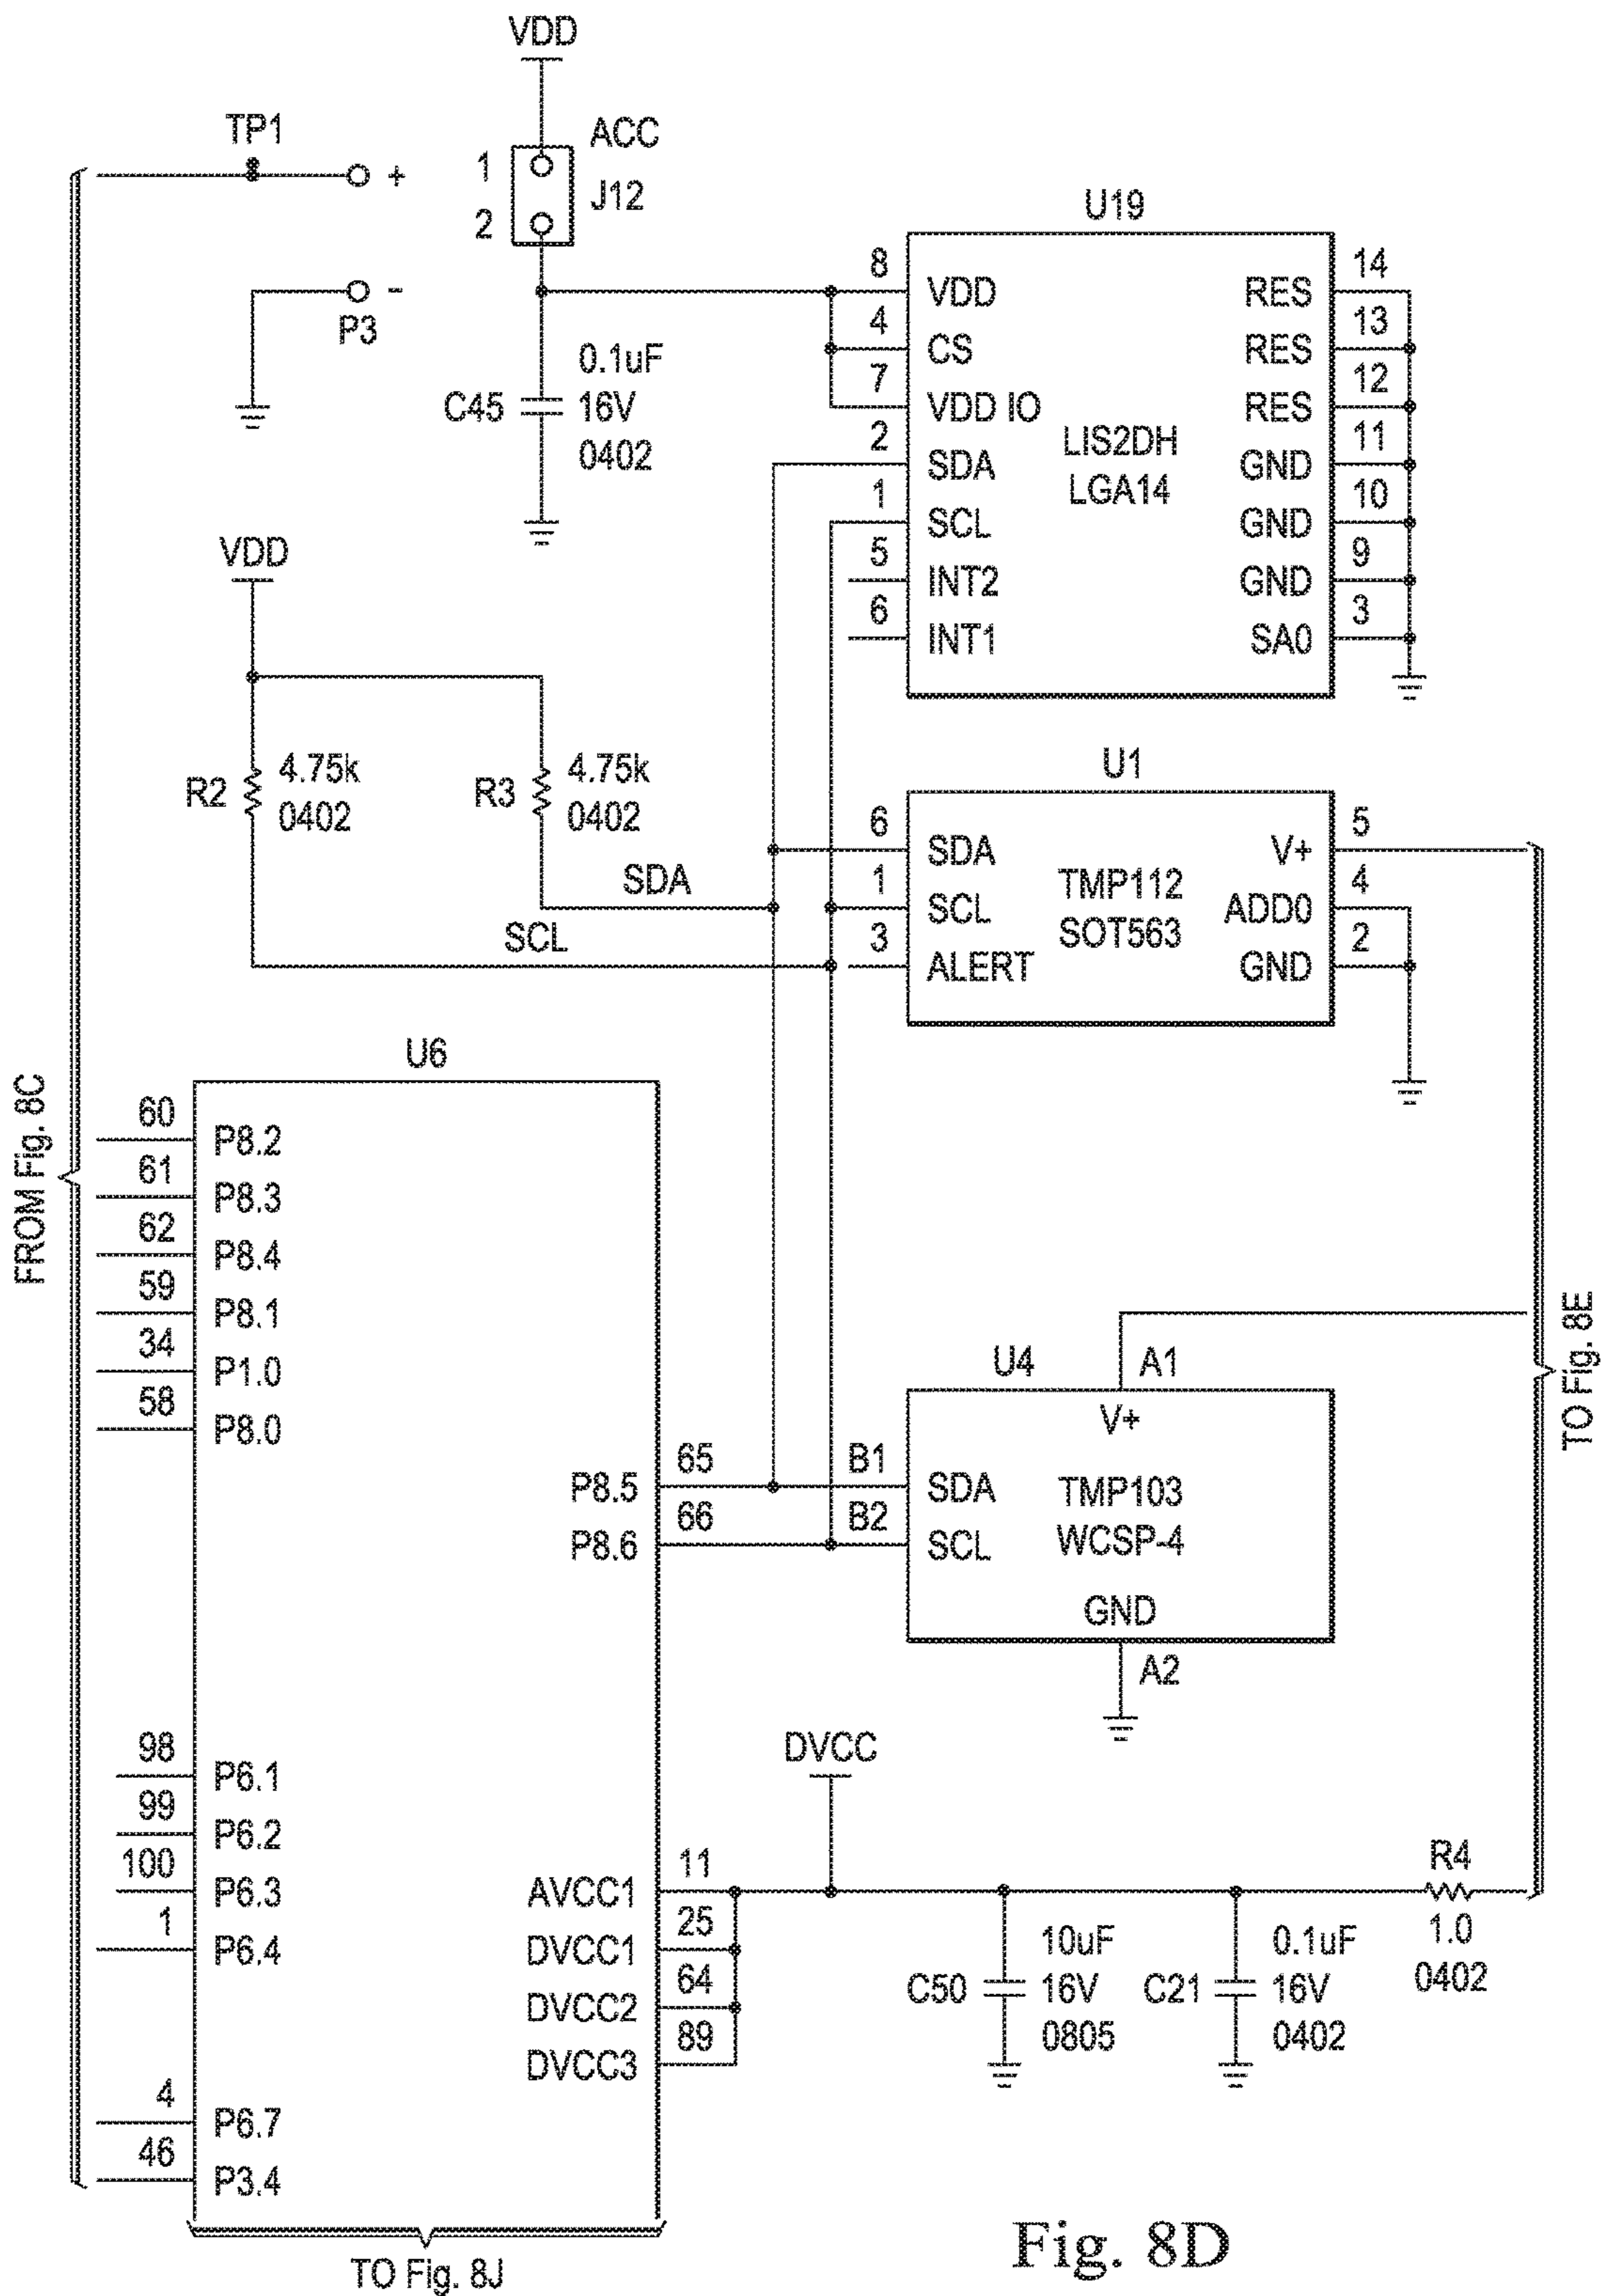 VDD
TP1
+
1
2
ACC
J12
-
P3
C45
0.1uF
16V
0402
U19
8
VDD
4
CS
7
VDD IO
2
SDA
1
SCL
5
INT2
6
INT1
LIS2DH
LGA14
14
RES
13
RES
12
RES
11
GND
10
GND
9
GND
3
SA0
VDD
R2
4.75k
0402
R3
4.75k
0402
SDA
SCL
U1
6
SDA
1
SCL
3
ALERT
TMP112
SOT563
5
V+
4
ADD0
2
GND
FROM Fig. 8C
U6
60
P8.2
61
P8.3
62
P8.4
59
P8.1
34
P1.0
58
P8.0
65
P8.5
66
P8.6
U4
A1
V+
B1
SDA
B2
SCL
TMP103
WCSP-4
GND
A2
TO Fig. 8E
98
P6.1
99
P6.2
100
P6.3
1
P6.4
4
P6.7
46
P3.4
11
AVCC1
25
DVCC1
64
DVCC2
89
DVCC3
DVCC
C50
10uF
16V
0805
C21
0.1uF
16V
0402
R4
1.0
0402
TO Fig. 8J
Fig. 8D